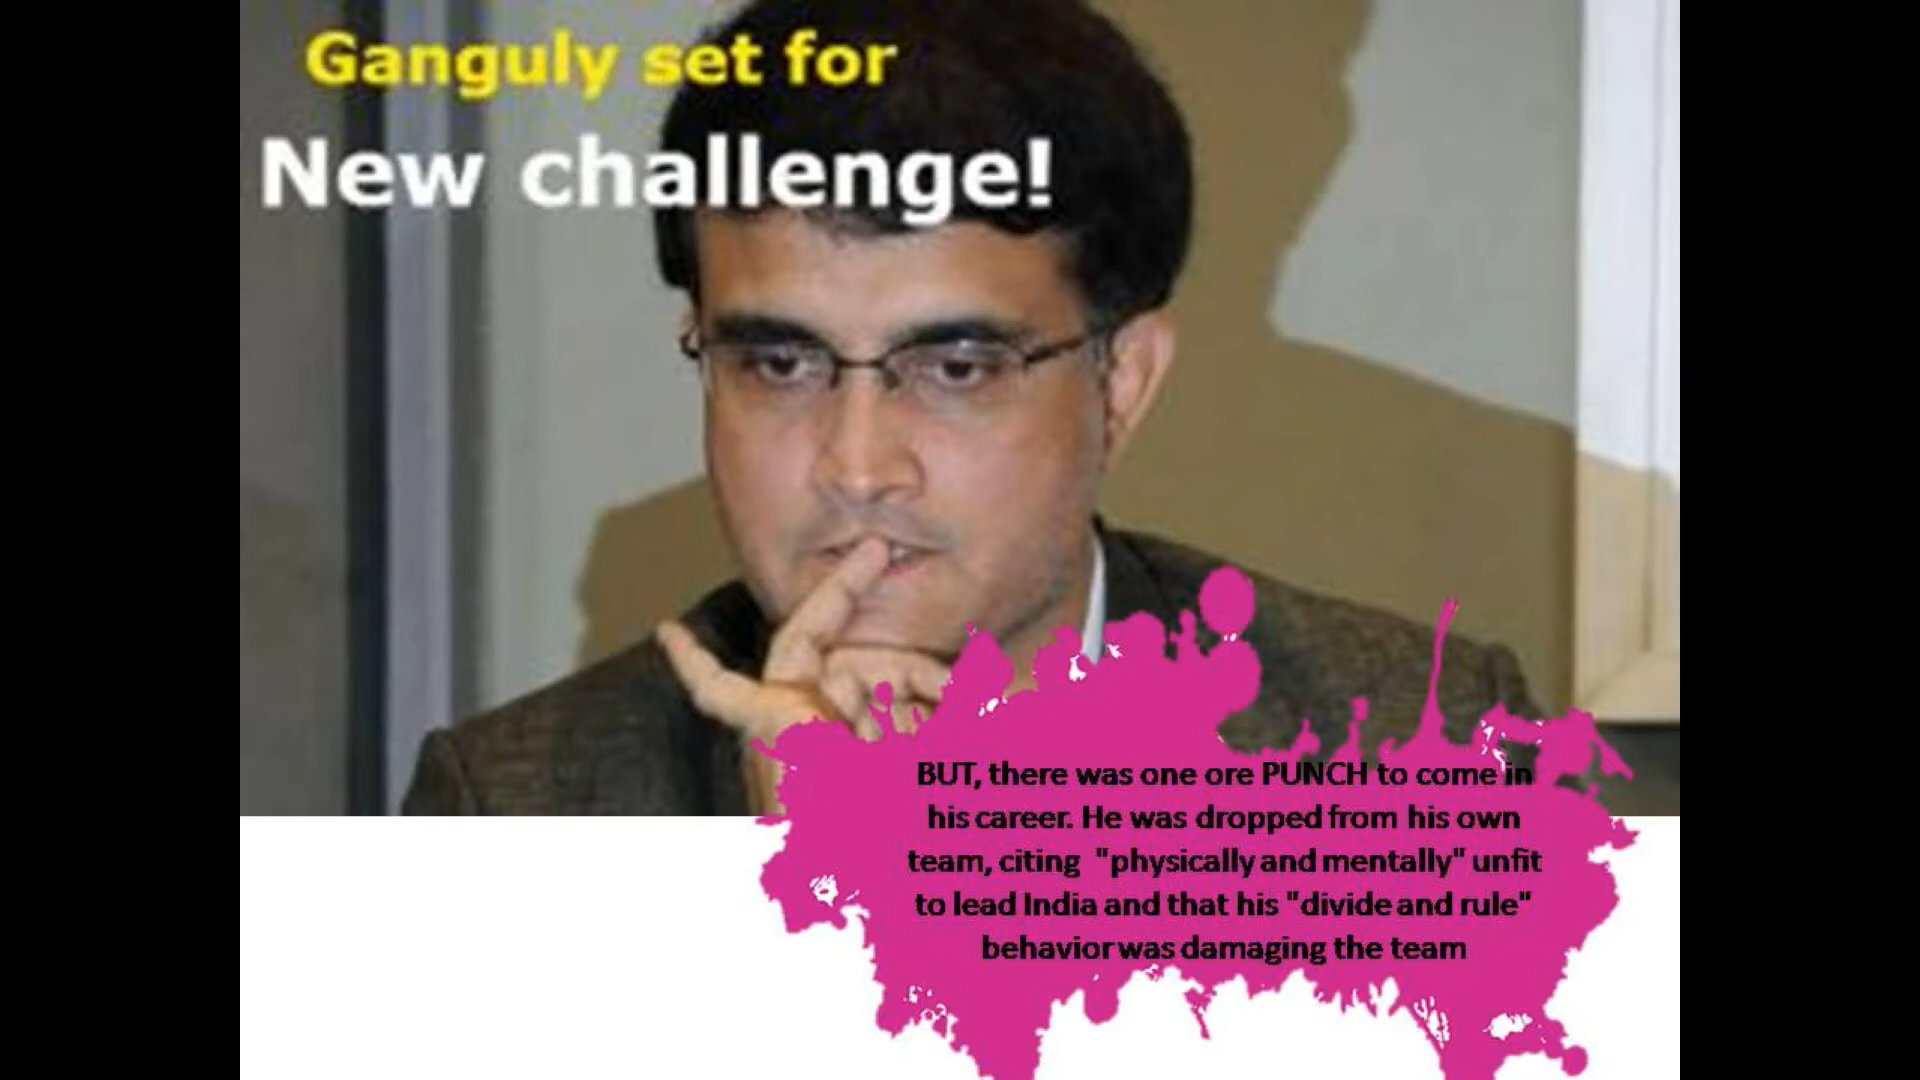 Ganguly set for
New challenge!
BUT, there was one ore PUNCH to come in
his career. He was dropped from his own
team, citing "physically and mentally" unfit
to lead India and that his "divide and rule"
behavior was damaging the team